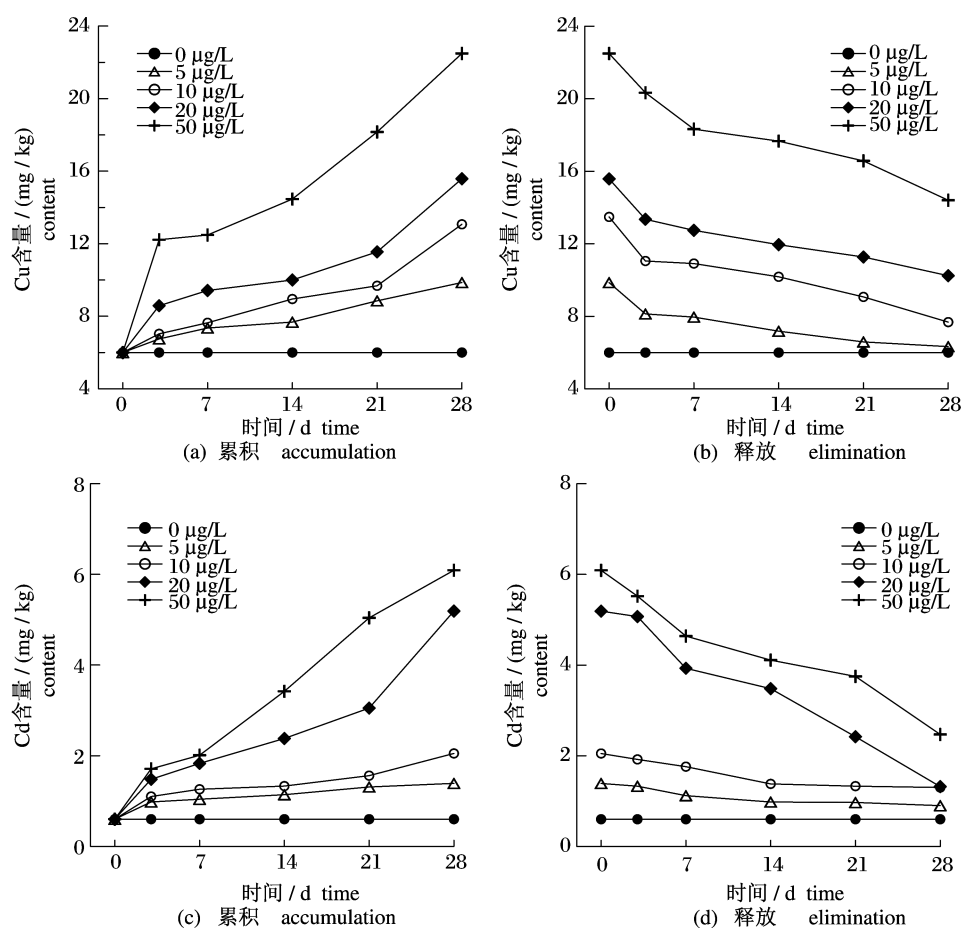 24
20
16
12
8
4
Cu含量 / (mg / kg)
content
0 μg/L
5 μg/L
10 μg/L
20 μg/L
50 μg/L
0 7 14 21 28
时间 / d time
(a) 累积 accumulation
24
20
16
12
8
4
Cu含量 / (mg / kg)
content
0 μg/L
5 μg/L
10 μg/L
20 μg/L
50 μg/L
0 7 14 21 28
时间 / d time
(b) 释放 elimination
8
6
4
2
0
Cd含量 / (mg / kg)
content
0 μg/L
5 μg/L
10 μg/L
20 μg/L
50 μg/L
0 7 14 21 28
时间 / d time
(c) 累积 accumulation
8
6
4
2
0
Cd含量 / (mg / kg)
content
0 μg/L
5 μg/L
10 μg/L
20 μg/L
50 μg/L
0 7 14 21 28
时间 / d time
(d) 释放 elimination